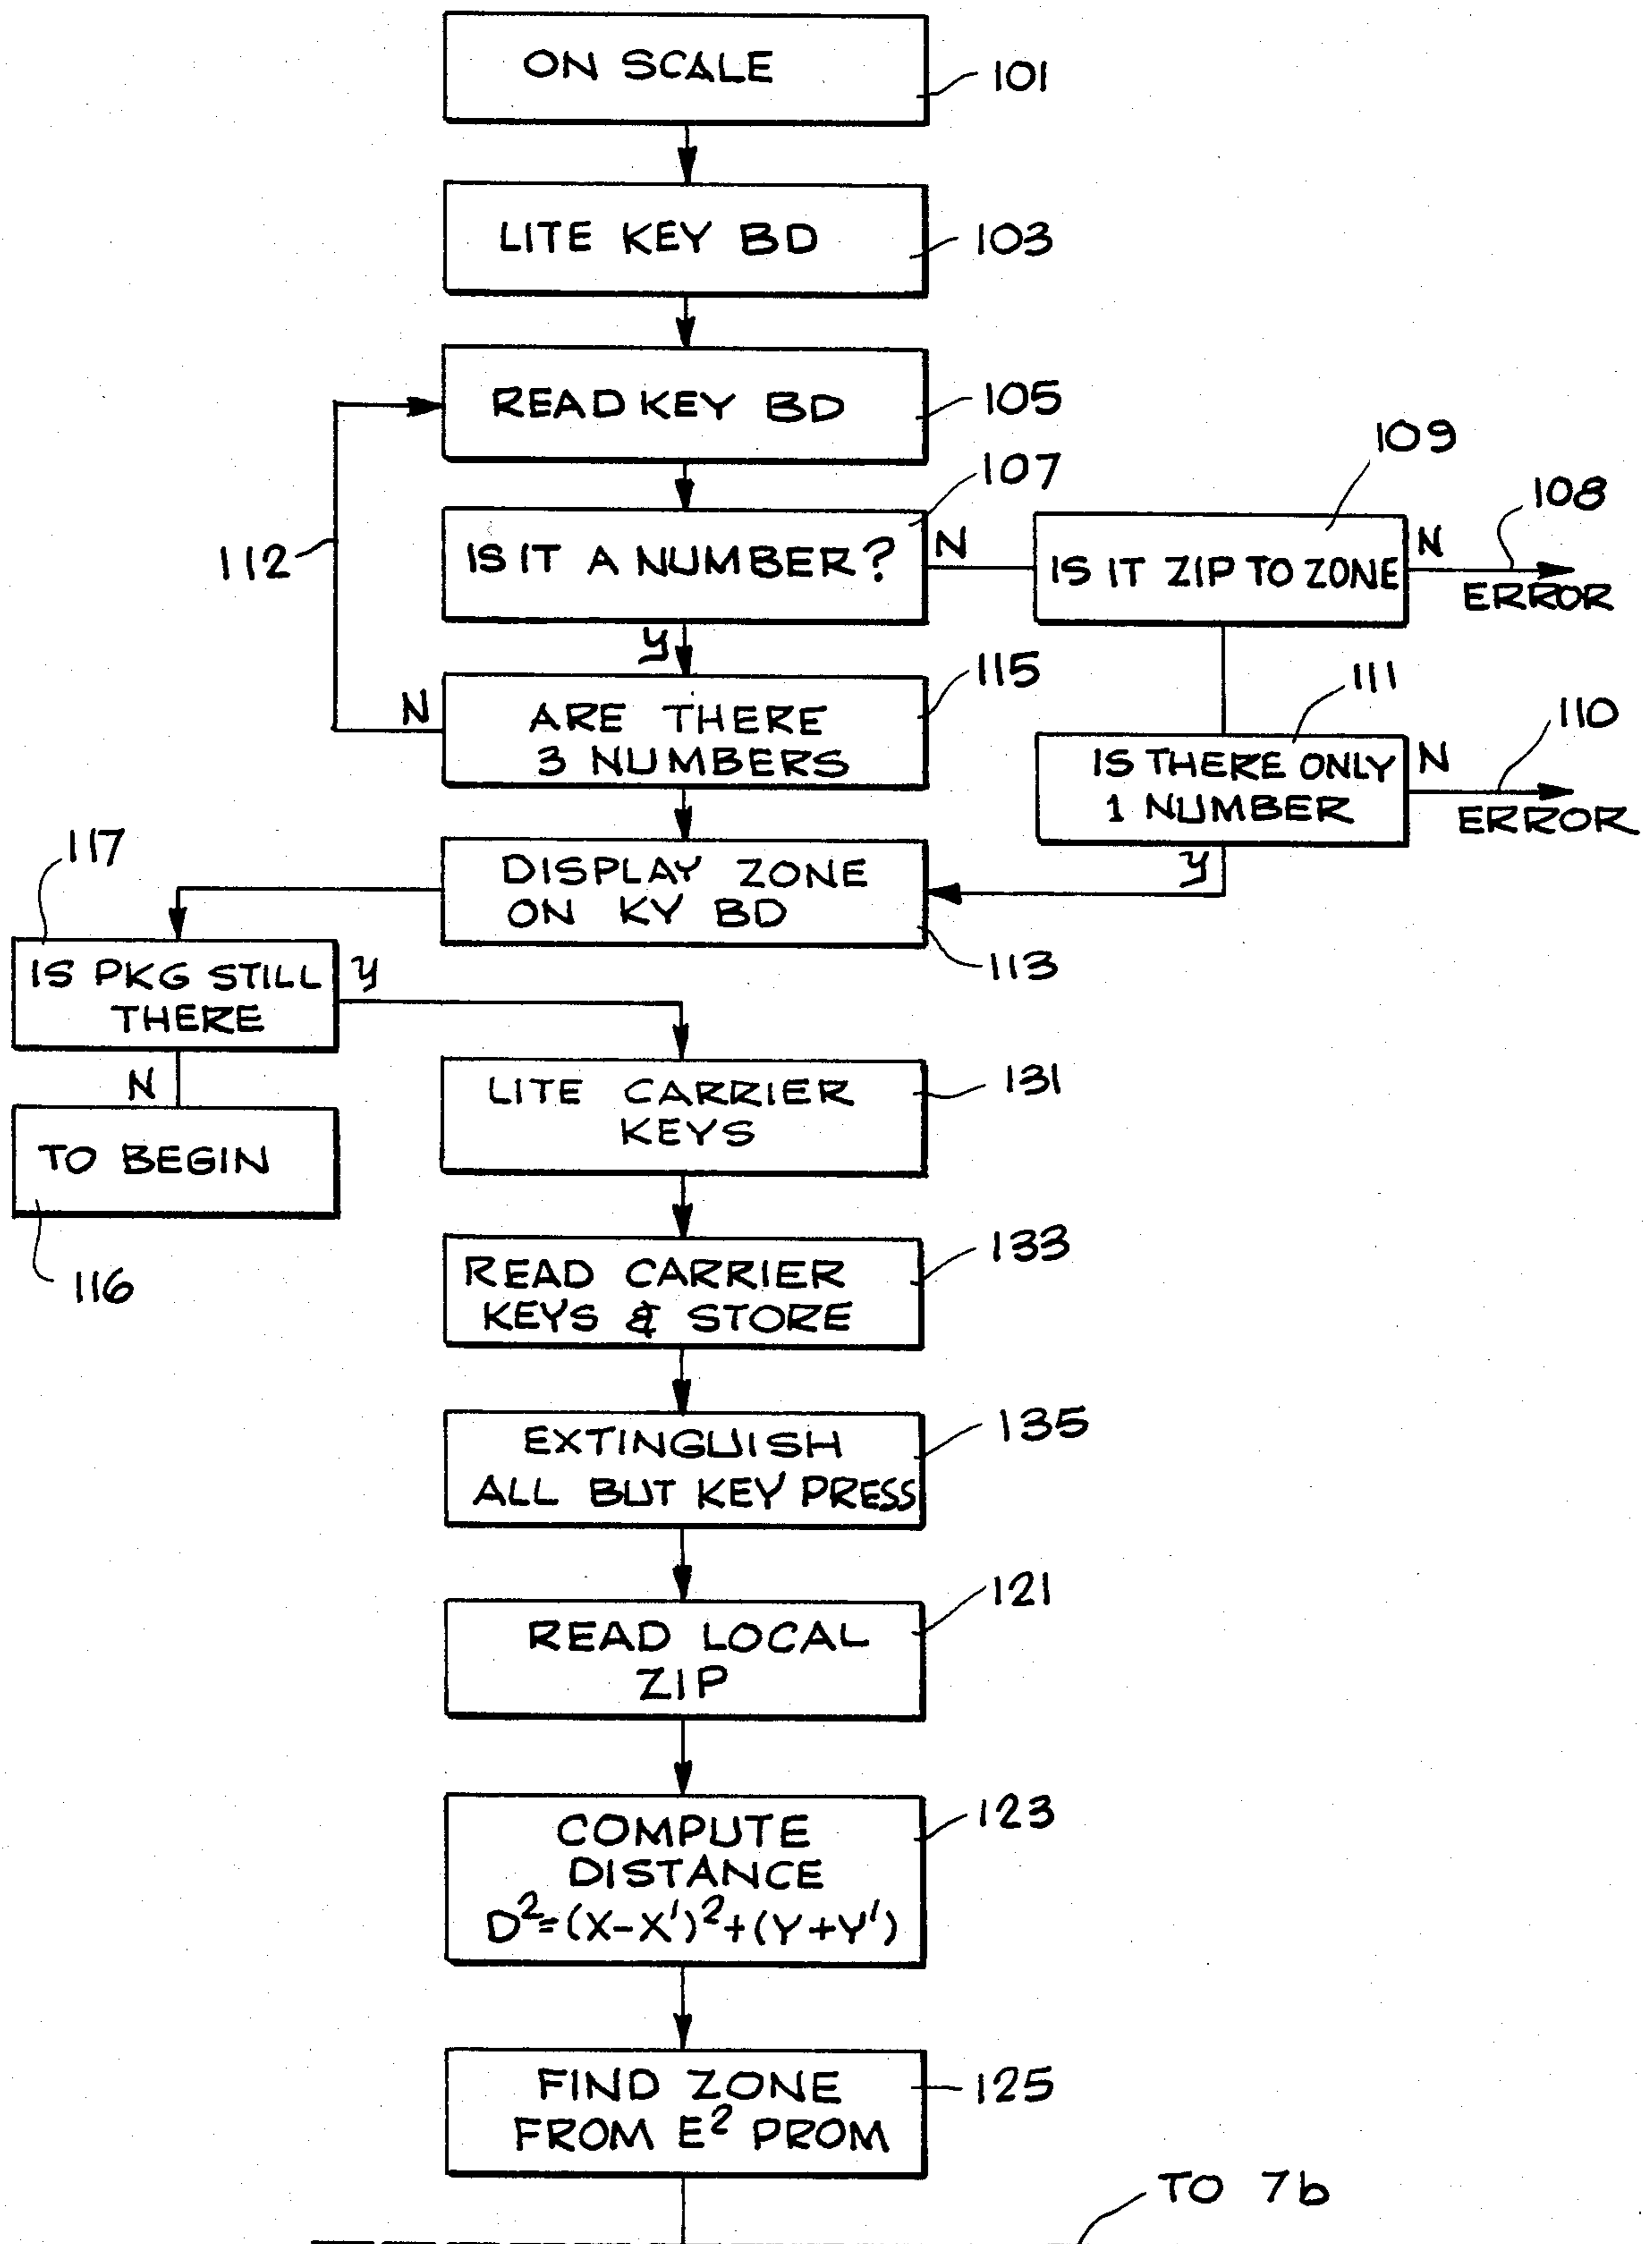 ON SCALE
101
LITE KEY BD
103
READ KEY BD
105
107
109
108
112
IS IT A NUMBER?
N
IS IT ZIP TO ZONE
N
ERROR
Y
115
111
110
N
ARE THERE
3 NUMBERS
IS THERE ONLY
1 NUMBER
N
ERROR
117
DISPLAY ZONE
ON KY BD
Y
113
IS PKG STILL
THERE
Y
N
LITE CARRIER
KEYS
131
TO BEGIN
116
READ CARRIER
KEYS & STORE
133
EXTINGUISH
ALL BUT KEY PRESS
135
READ LOCAL
ZIP
121
COMPUTE
DISTANCE
D²=(X-X')²+(Y+Y')
123
FIND ZONE
FROM E² PROM
125
TO 7b